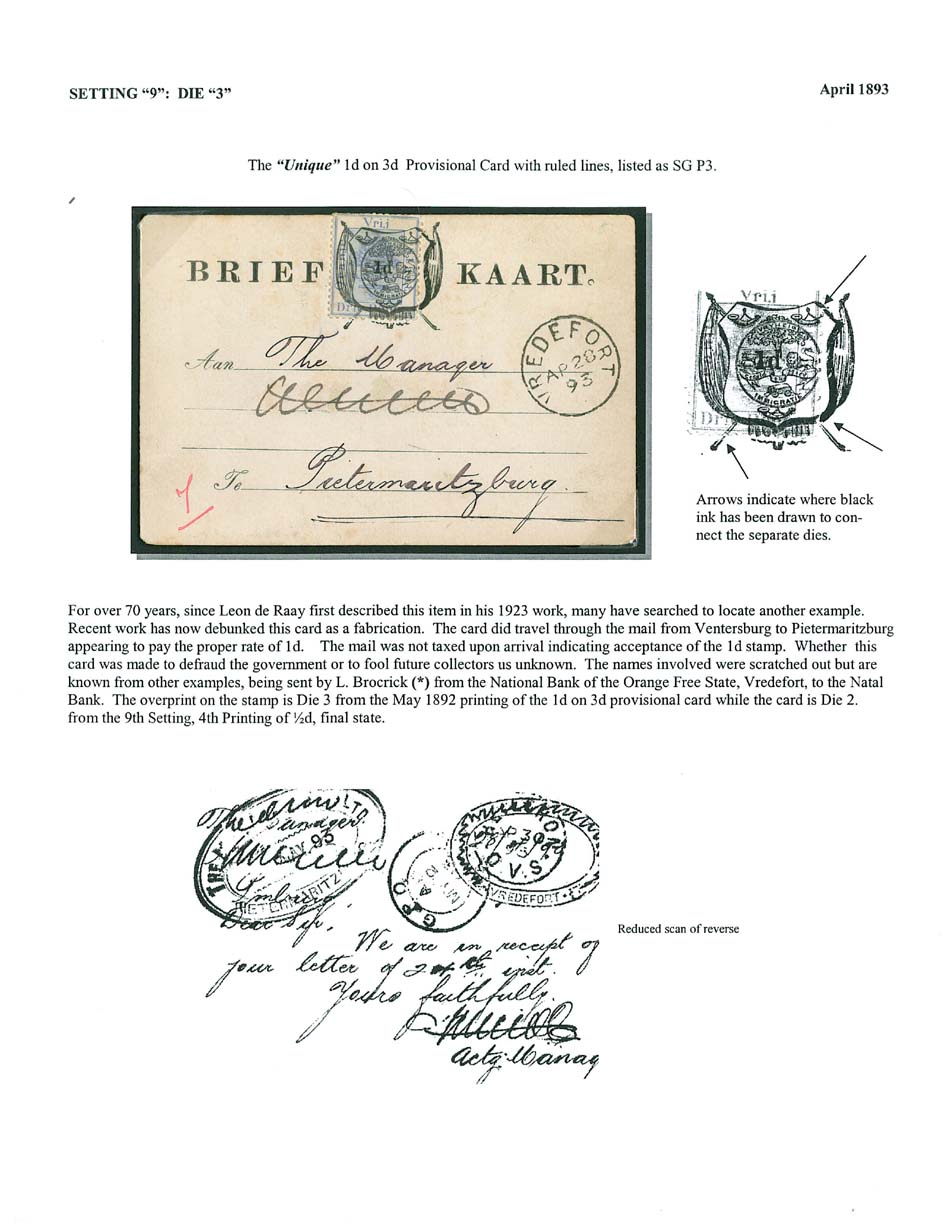 SETTING “9”: DIE “3”
April 1893
The “Unique” 1d on 3d Provisional Card with ruled lines, listed as SG P3.
Vrij
BRIEF KAART.
1d
Aan The Manager
VREDEFORT
AP 28
93
Te Pietermaritzburg.
Vrij
1d
IMMIGRATIE
Arrows indicate where black
ink has been drawn to con-
nect the separate dies.
For over 70 years, since Leon de Raay first described this item in his 1923 work, many have searched to locate another example.
Recent work has now debunked this card as a fabrication. The card did travel through the mail from Ventersburg to Pietermaritzburg
appearing to pay the proper rate of 1d. The mail was not taxed upon arrival indicating acceptance of the 1d stamp. Whether this
card was made to defraud the government or to fool future collectors us unknown. The names involved were scratched out but are
known from other examples, being sent by L. Brocrick (*) from the National Bank of the Orange Free State, Vredefort, to the Natal
Bank. The overprint on the stamp is Die 3 from the May 1892 printing of the 1d on 3d provisional card while the card is Die 2.
from the 9th Setting, 4th Printing of ½d, final state.
The
LTD
Manager
THE
93
PIETERMARITZ
GPO
O.V.S.
VREDEFORT
Dear Sir,
We are in receipt of
your letter of 24th inst.
Yours faithfully.
Actg. Manag
Reduced scan of reverse